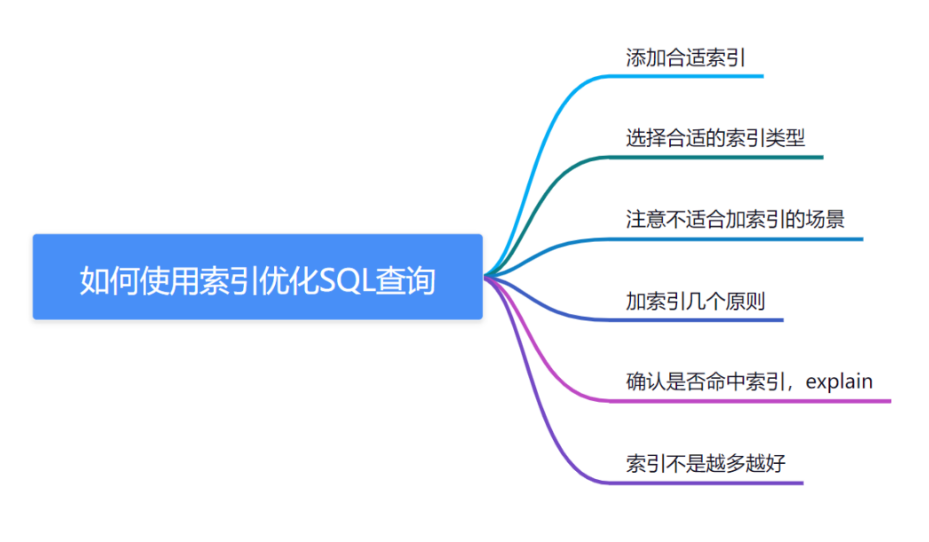 如何使用索引优化SQL查询
添加合适索引
选择合适的索引类型
注意不适合加索引的场景
加索引几个原则
确认是否命中索引，explain
索引不是越多越好